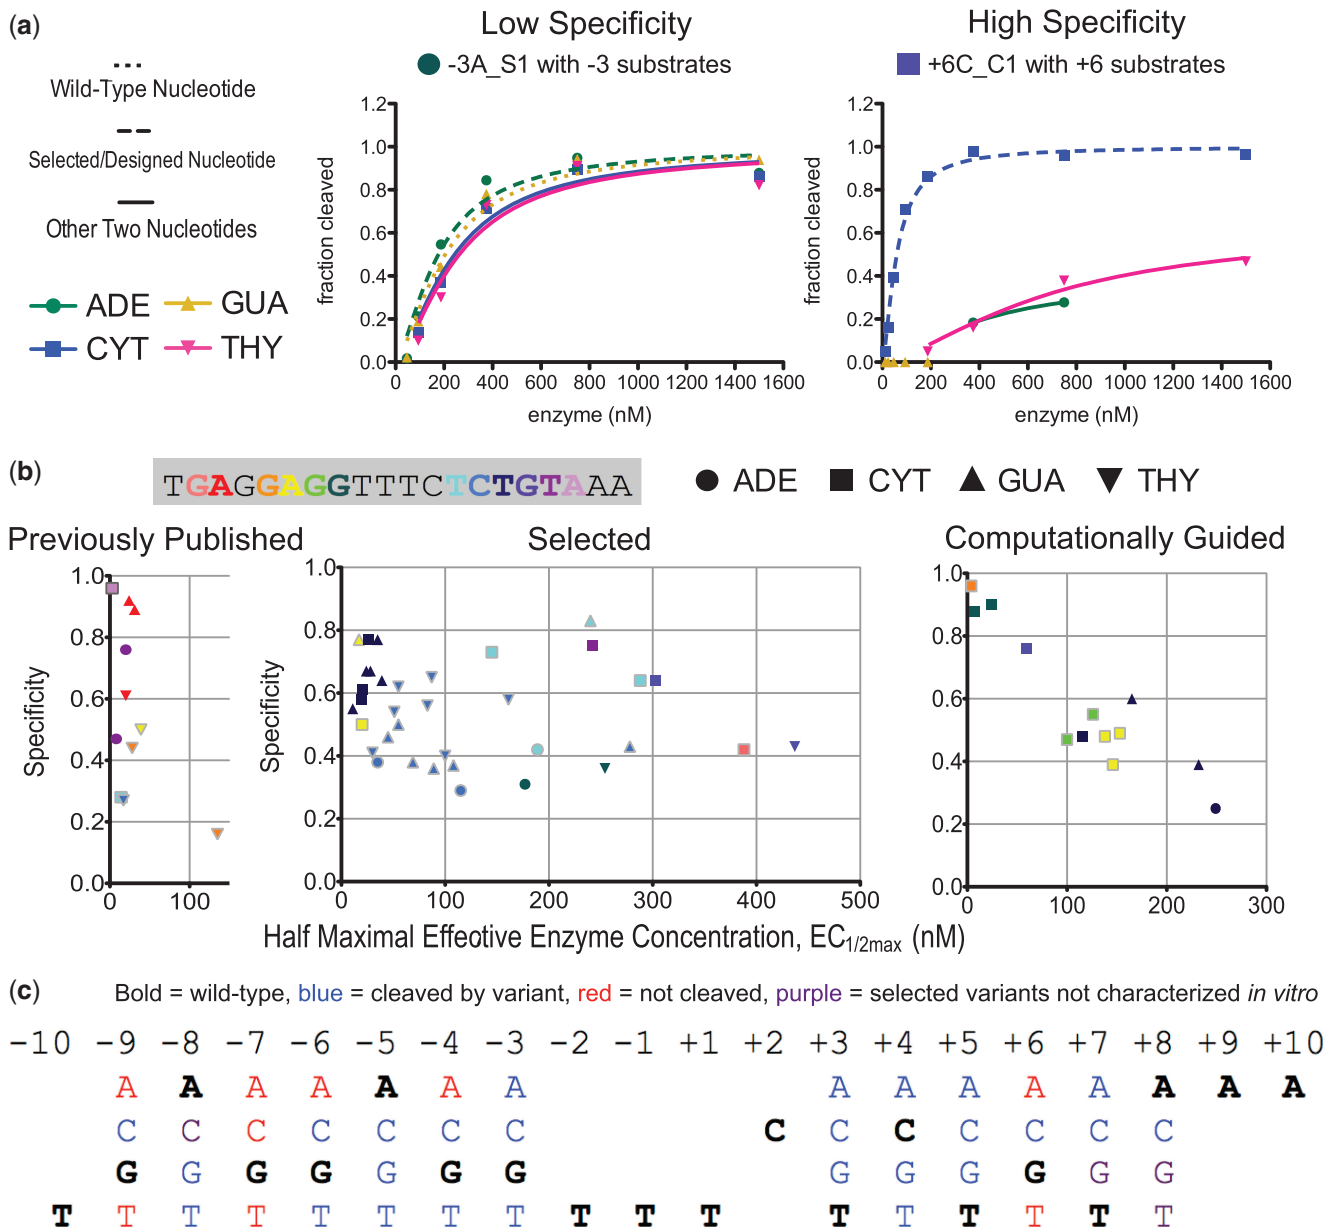 (a)
Low Specificity
High Specificity
-3A_S1 with -3 substrates
+6C_C1 with +6 substrates
Wild-Type Nucleotide
Selected/Designed Nucleotide
Other Two Nucleotides
ADE GUA
CYT THY
fraction cleaved
1.2
1.0
0.8
0.6
0.4
0.2
0.0
0 200 400 600 800 1000 1200 1400 1600
enzyme (nM)
fraction cleaved
1.2
1.0
0.8
0.6
0.4
0.2
0.0
0 200 400 600 800 1000 1200 1400 1600
enzyme (nM)
(b)
TGAGGAGGTTTCTCTGTAAA
ADE CYT GUA THY
Previously Published
Selected
Computationally Guided
Specificity
1.0
0.8
0.6
0.4
0.2
0.0
0 100
Specificity
1.0
0.8
0.6
0.4
0.2
0.0
0 100 200 300 400 500
1.0
0.8
0.6
0.4
0.2
0.0
0 100 200 300
Half Maximal Effeotive Enzyme Concentration, EC1/2max (nM)
(c)
Bold = wild-type, blue = cleaved by variant, red = not cleaved, purple = selected variants not characterized in vitro
-10 -9 -8 -7 -6 -5 -4 -3 -2 -1 +1 +2 +3 +4 +5 +6 +7 +8 +9 +10
A A A A A A A A A A A A A A A
C C C C C C C C C C C C C C
G G G G G G G G G G G G G
T T T T T T T T T T T T T T T T T